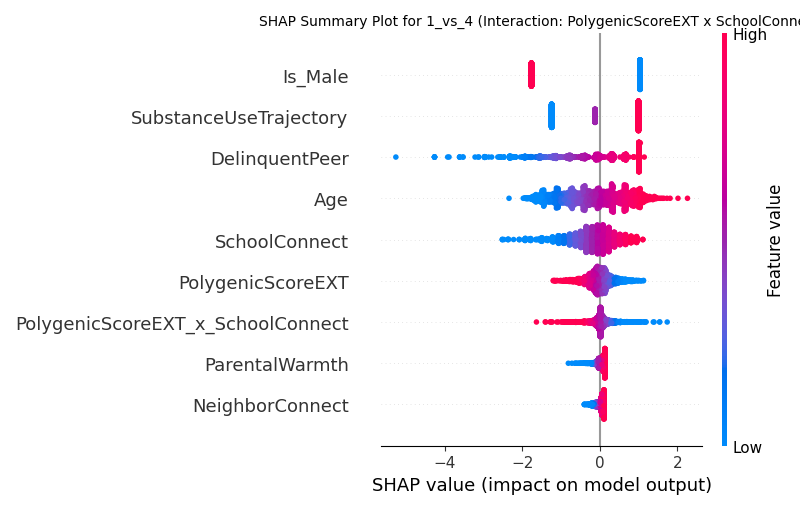 SHAP Summary Plot for 1_vs_4 (Interaction: PolygenicScoreEXT x SchoolConne
High
Is_Male
SubstanceUseTrajectory
DelinquentPeer
Age
SchoolConnect
PolygenicScoreEXT
PolygenicScoreEXT_x_SchoolConnect
ParentalWarmth
NeighborConnect
Feature value
Low
−4 −2 0 2
SHAP value (impact on model output)